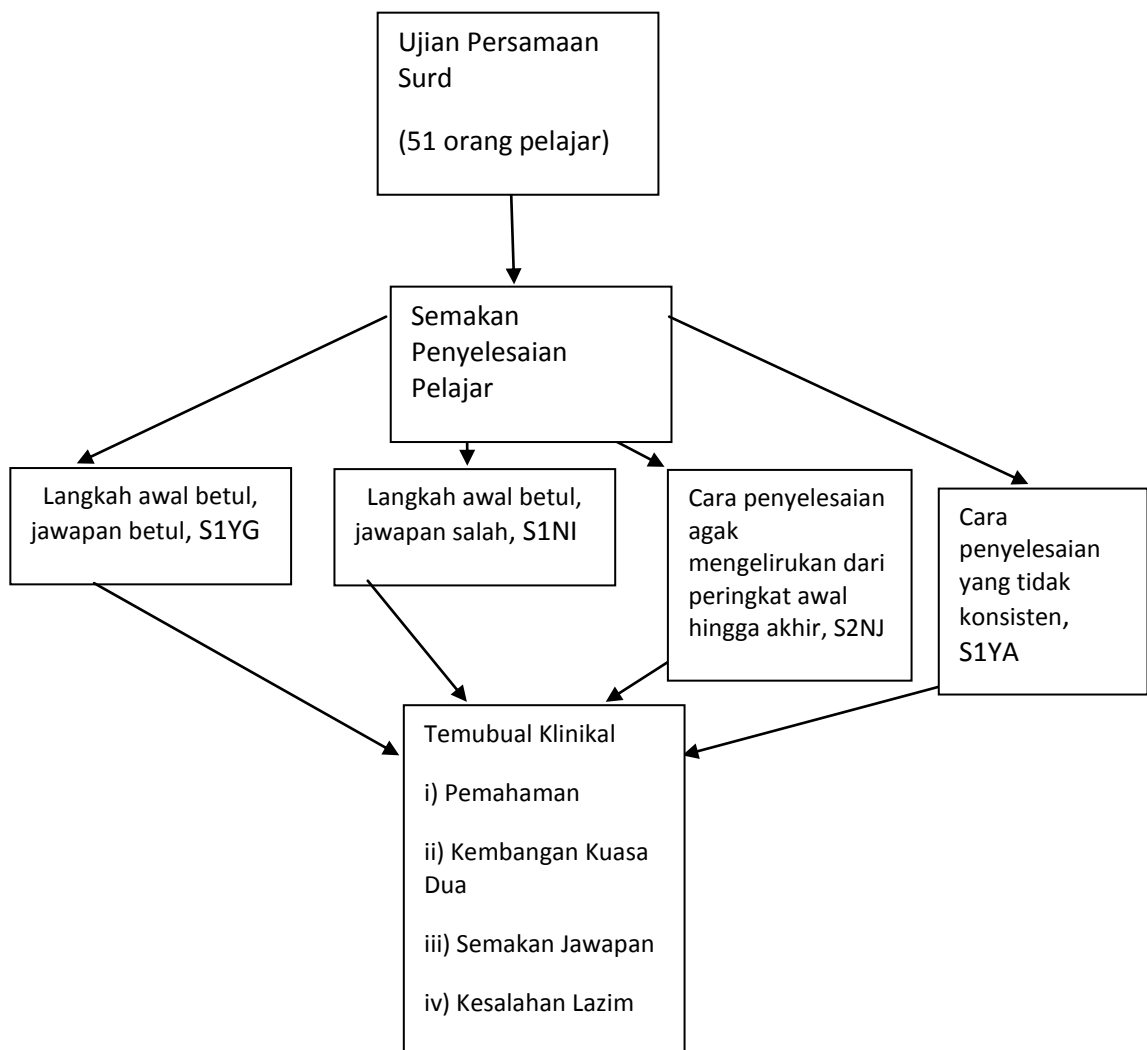 Ujian Persamaan
Surd
(51 orang pelajar)
Semakan
Penyelesaian
Pelajar
Langkah awal betul,
jawapan betul, S1YG
Langkah awal betul,
jawapan salah, S1NI
Cara penyelesaian
agak
mengelirukan dari
peringkat awal
hingga akhir, S2NJ
Cara
penyelesaian
yang tidak
konsisten,
S1YA
Temubual Klinikal
i) Pemahaman
ii) Kembangan Kuasa
Dua
iii) Semakan Jawapan
iv) Kesalahan Lazim